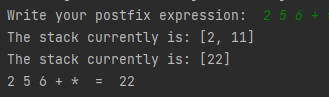 Write your postfix expression:  2 5 6 +
The stack currently is: [2, 11]
The stack currently is: [22]
2 5 6 + *  =  22